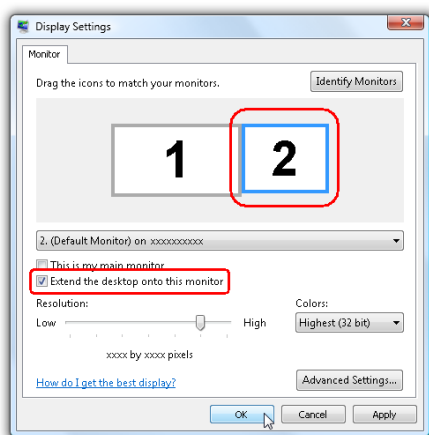 Display Settings
Monitor
Drag the icons to match your monitors.
Identify Monitors
1
2
2. (Default Monitor) on xxxxxxxxxx
This is my main monitor
Extend the desktop onto this monitor
Resolution:
Colors:
Low
High
Highest (32 bit)
xxxx by xxxx pixels
How do I get the best display?
Advanced Settings...
OK
Cancel
Apply